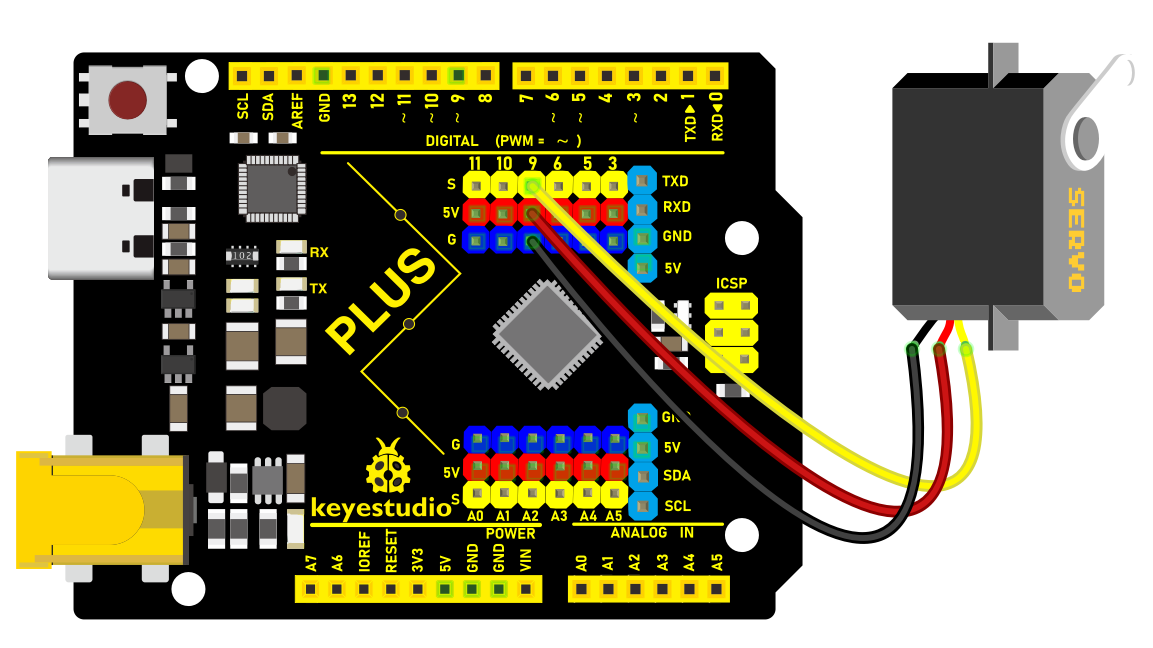 SCL SDA AREF GND 13 12 ~11 ~10 ~9 8 7 ~6 ~5 4 ~3 2 TXD▶1 RXD◀0
DIGITAL (PWM = ~ )
11 10 9 6 5 3
S TXD
5V RXD
G GND
5V
RX
TX
102
PLUS
ICSP
SERVO
G
5V 5V
S SDA
SCL
keyestudio
A0 A1 A2 A3 A4 A5
POWER ANALOG IN
A7 A6 IOREF RESET 3V3 5V GND GND VIN A0 A1 A2 A3 A4 A5